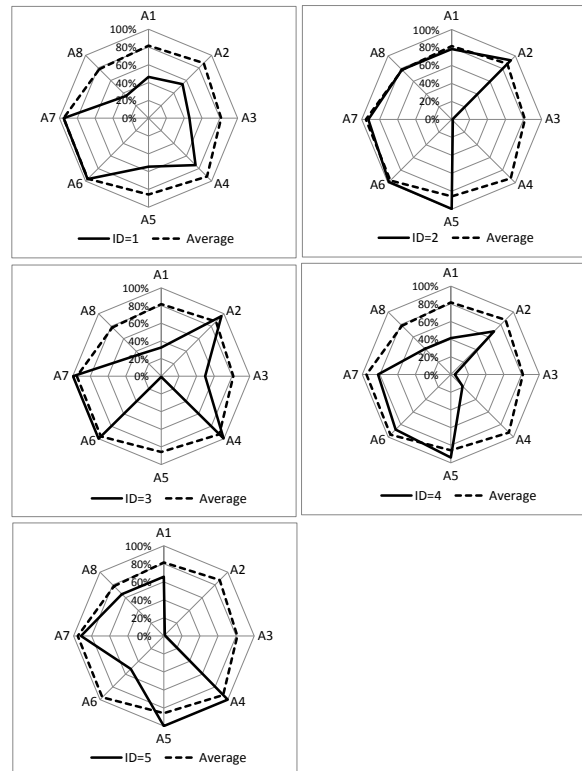 A1
100%
80%
60%
40%
20%
0%
A2
A3
A4
A5
A6
A7
A8
ID=1 Average
A1
100%
80%
60%
40%
20%
0%
A2
A3
A4
A5
A6
A7
A8
ID=2 Average
A1
100%
80%
60%
40%
20%
0%
A2
A3
A4
A5
A6
A7
A8
ID=3 Average
A1
100%
80%
60%
40%
20%
0%
A2
A3
A4
A5
A6
A7
A8
ID=4 Average
A1
100%
80%
60%
40%
20%
0%
A2
A3
A4
A5
A6
A7
A8
ID=5 Average